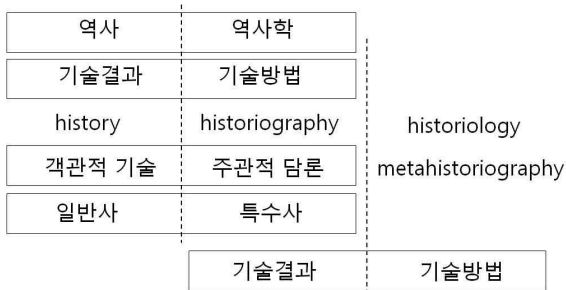 역사 역사학
기술결과 기술방법
history historiography historiology
객관적 기술 주관적 담론 metahistoriography
일반사 특수사
기술결과 기술방법